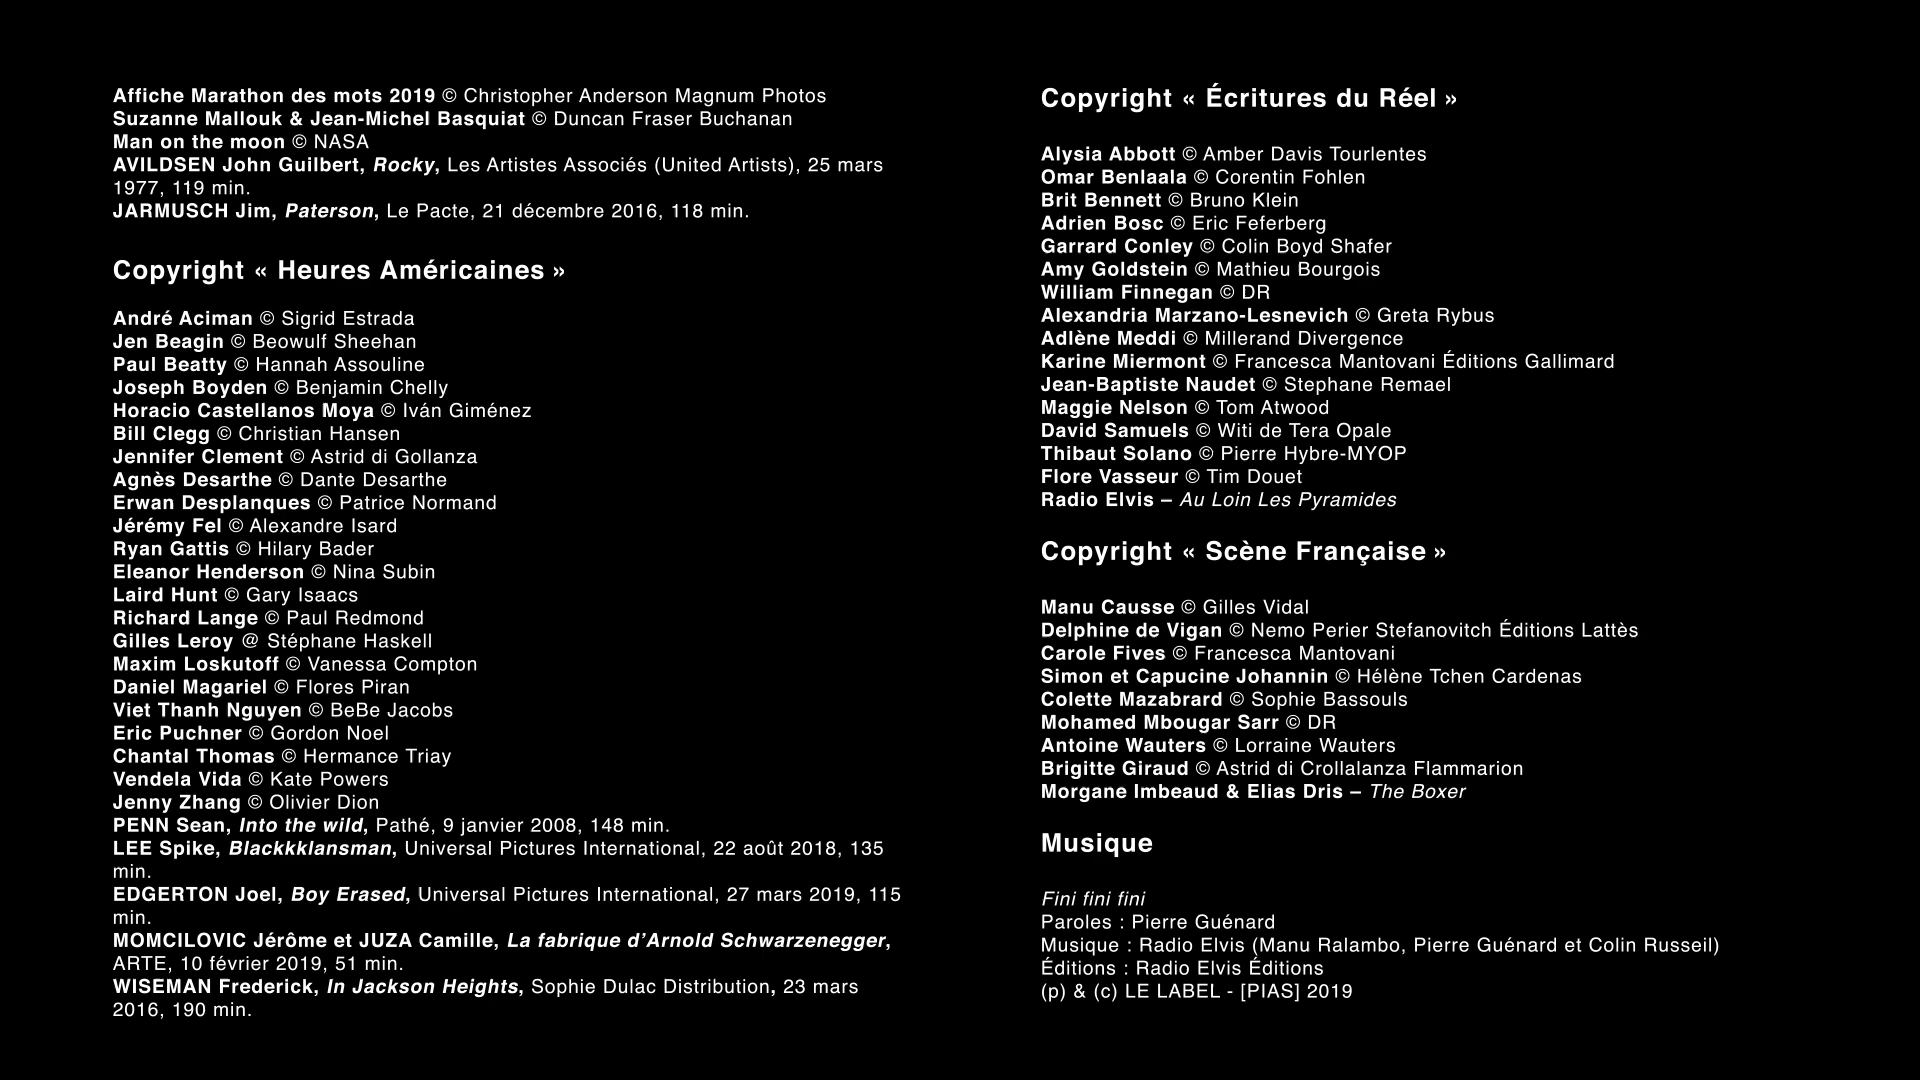 Affiche Marathon des mots 2019 © Christopher Anderson Magnum Photos
Suzanne Mallouk & Jean-Michel Basquiat © Duncan Fraser Buchanan
Man on the moon © NASA
AVILDSEN John Guilbert, Rocky, Les Artistes Associés (United Artists), 25 mars
1977, 119 min.
JARMUSCH Jim, Paterson, Le Pacte, 21 décembre 2016, 118 min.
Copyright « Heures Américaines »
André Aciman © Sigrid Estrada
Jen Beagin © Beowulf Sheehan
Paul Beatty © Hannah Assouline
Joseph Boyden © Benjamin Chelly
Horacio Castellanos Moya © Iván Giménez
Bill Clegg © Christian Hansen
Jennifer Clement © Astrid di Gollanza
Agnès Desarthe © Dante Desarthe
Erwan Desplanques © Patrice Normand
Jérémy Fel © Alexandre Isard
Ryan Gattis © Hilary Bader
Eleanor Henderson © Nina Subin
Laird Hunt © Gary Isaacs
Richard Lange © Paul Redmond
Gilles Leroy @ Stéphane Haskell
Maxim Loskutoff © Vanessa Compton
Daniel Magariel © Flores Piran
Viet Thanh Nguyen © BeBe Jacobs
Eric Puchner © Gordon Noel
Chantal Thomas © Hermance Triay
Vendela Vida © Kate Powers
Jenny Zhang © Olivier Dion
PENN Sean, Into the wild, Pathé, 9 janvier 2008, 148 min.
LEE Spike, Blackkklansman, Universal Pictures International, 22 août 2018, 135
min.
EDGERTON Joel, Boy Erased, Universal Pictures International, 27 mars 2019, 115
min.
MOMCILOVIC Jérôme et JUZA Camille, La fabrique d’Arnold Schwarzenegger,
ARTE, 10 février 2019, 51 min.
WISEMAN Frederick, In Jackson Heights, Sophie Dulac Distribution, 23 mars
2016, 190 min.
Copyright « Écritures du Réel »
Alysia Abbott © Amber Davis Tourlentes
Omar Benlaala © Corentin Fohlen
Brit Bennett © Bruno Klein
Adrien Bosc © Eric Feferberg
Garrard Conley © Colin Boyd Shafer
Amy Goldstein © Mathieu Bourgois
William Finnegan © DR
Alexandria Marzano-Lesnevich © Greta Rybus
Adlène Meddi © Millerand Divergence
Karine Miermont © Francesca Mantovani Éditions Gallimard
Jean-Baptiste Naudet © Stephane Remael
Maggie Nelson © Tom Atwood
David Samuels © Witi de Tera Opale
Thibaut Solano © Pierre Hybre-MYOP
Flore Vasseur © Tim Douet
Radio Elvis – Au Loin Les Pyramides
Copyright « Scène Française »
Manu Causse © Gilles Vidal
Delphine de Vigan © Nemo Perier Stefanovitch Éditions Lattès
Carole Fives © Francesca Mantovani
Simon et Capucine Johannin © Hélène Tchen Cardenas
Colette Mazabrard © Sophie Bassouls
Mohamed Mbougar Sarr © DR
Antoine Wauters © Lorraine Wauters
Brigitte Giraud © Astrid di Crollalanza Flammarion
Morgane Imbeaud & Elias Dris – The Boxer
Musique
Fini fini fini
Paroles : Pierre Guénard
Musique : Radio Elvis (Manu Ralambo, Pierre Guénard et Colin Russeil)
Éditions : Radio Elvis Éditions
(p) & (c) LE LABEL - [PIAS] 2019